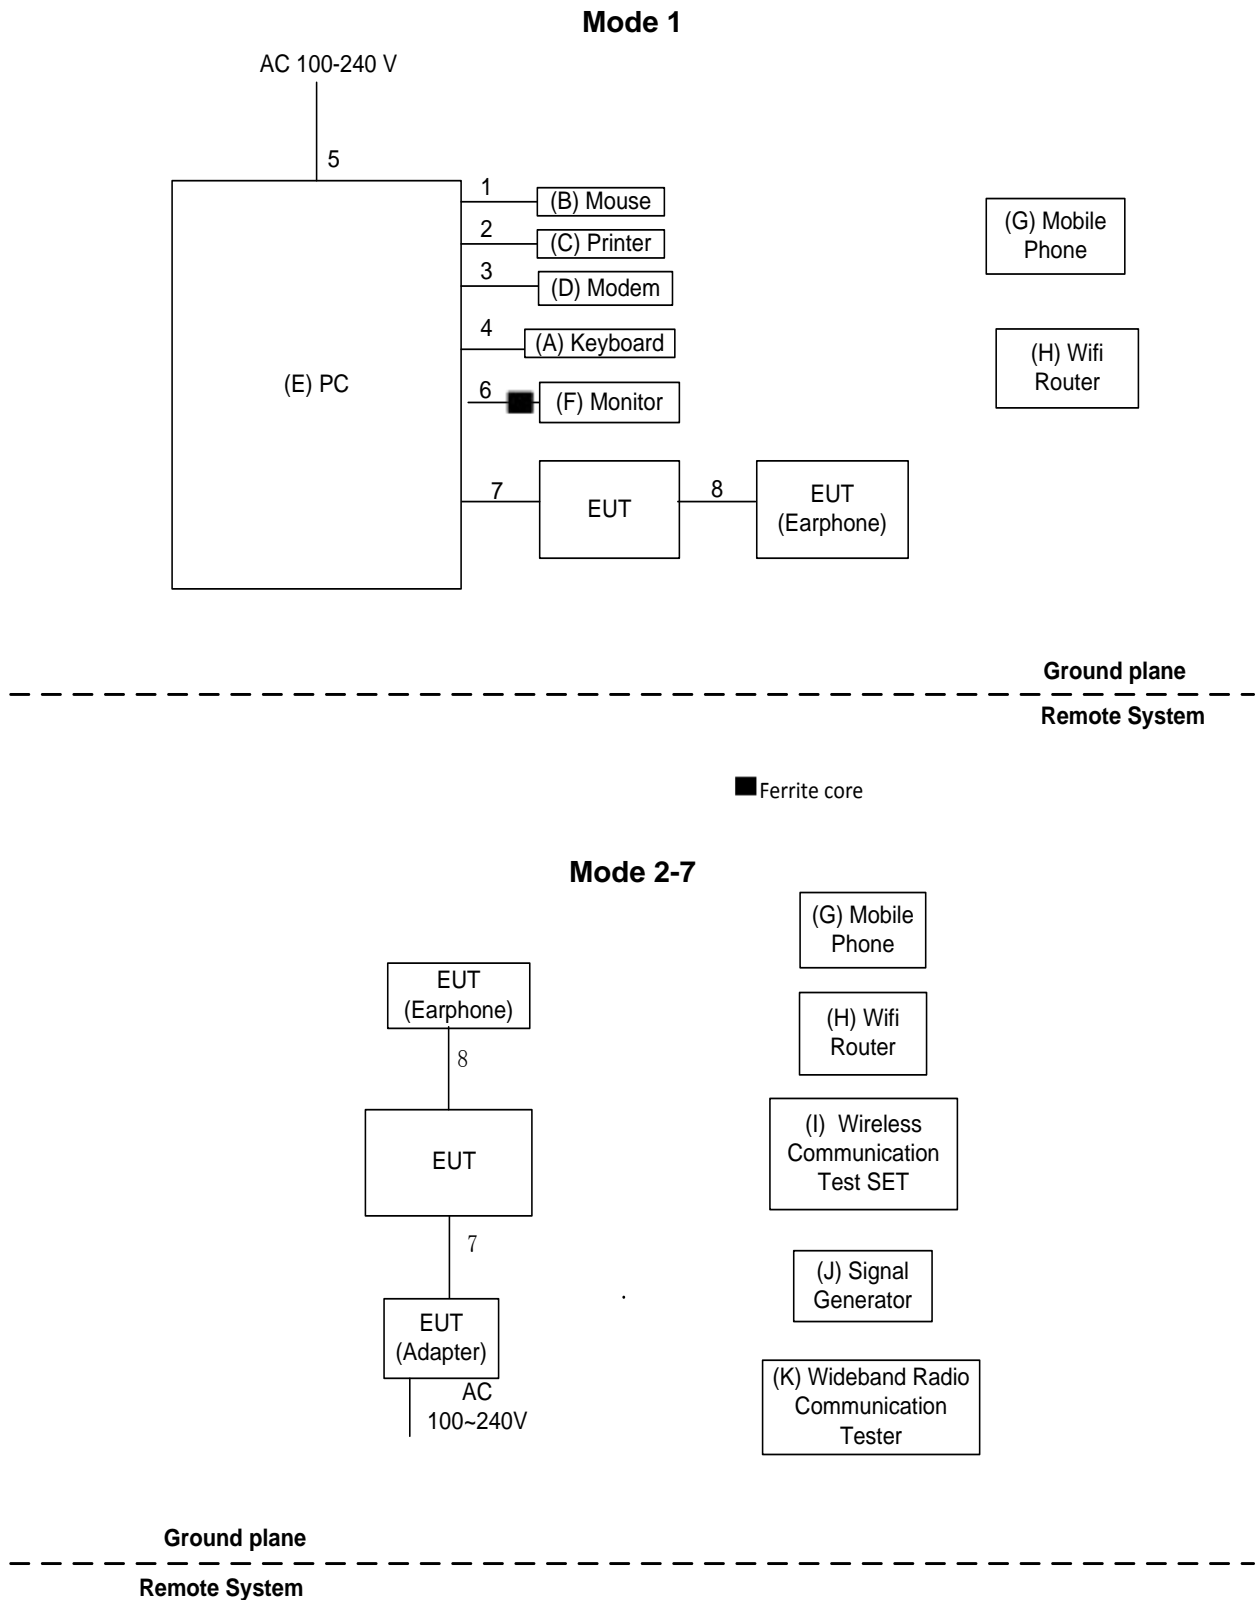 Mode 1
AC 100-240 V
5
1
(B) Mouse
2
(C) Printer
3
(D) Modem
4
(A) Keyboard
(E) PC
6
(F) Monitor
7
EUT
8
EUT
(Earphone)
(G) Mobile
Phone
(H) Wifi
Router
Ground plane
Remote System
Ferrite core
Mode 2-7
EUT
(Earphone)
8
EUT
7
EUT
(Adapter)
AC
100~240V
(G) Mobile
Phone
(H) Wifi
Router
(I) Wireless
Communication
Test SET
(J) Signal
Generator
(K) Wideband Radio
Communication
Tester
Ground plane
Remote System